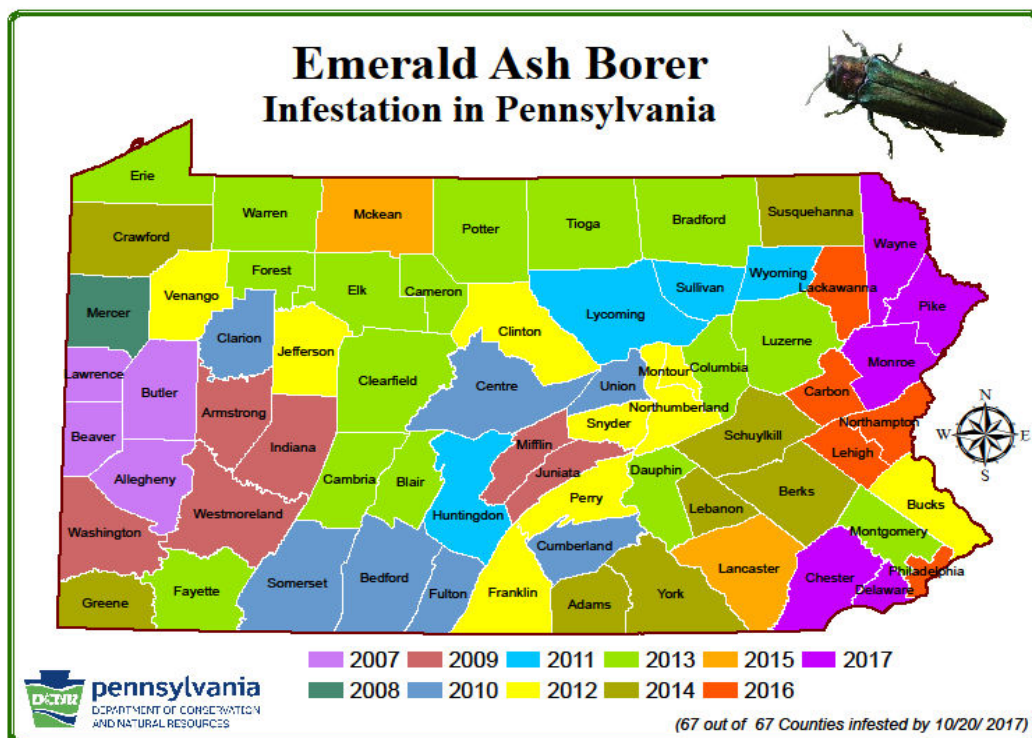 Emerald Ash Borer
Infestation in Pennsylvania
Erie
Warren
Mckean
Potter
Tioga
Bradford
Susquehanna
Wayne
Crawford
Forest
Elk
Cameron
Wyoming
Lackawanna
Pike
Mercer
Venango
Clarion
Jefferson
Clinton
Lycoming
Sullivan
Luzerne
Monroe
Lawrence
Butler
Clearfield
Centre
Union
Montour
Columbia
Carbon
Northampton
Beaver
Armstrong
Indiana
Snyder
Northumberland
Schuylkill
Lehigh
Allegheny
Cambria
Blair
Mifflin
Juniata
Dauphin
Berks
Bucks
Washington
Westmoreland
Huntingdon
Perry
Lebanon
Montgomery
Greene
Fayette
Somerset
Bedford
Fulton
Franklin
Cumberland
Adams
York
Lancaster
Chester
Delaware
Philadelphia
N
W E
S
2007 2009 2011 2013 2015 2017
2008 2010 2012 2014 2016
DCNR
pennsylvania
DEPARTMENT OF CONSERVATION
AND NATURAL RESOURCES
(67 out of 67 Counties infested by 10/20/ 2017)